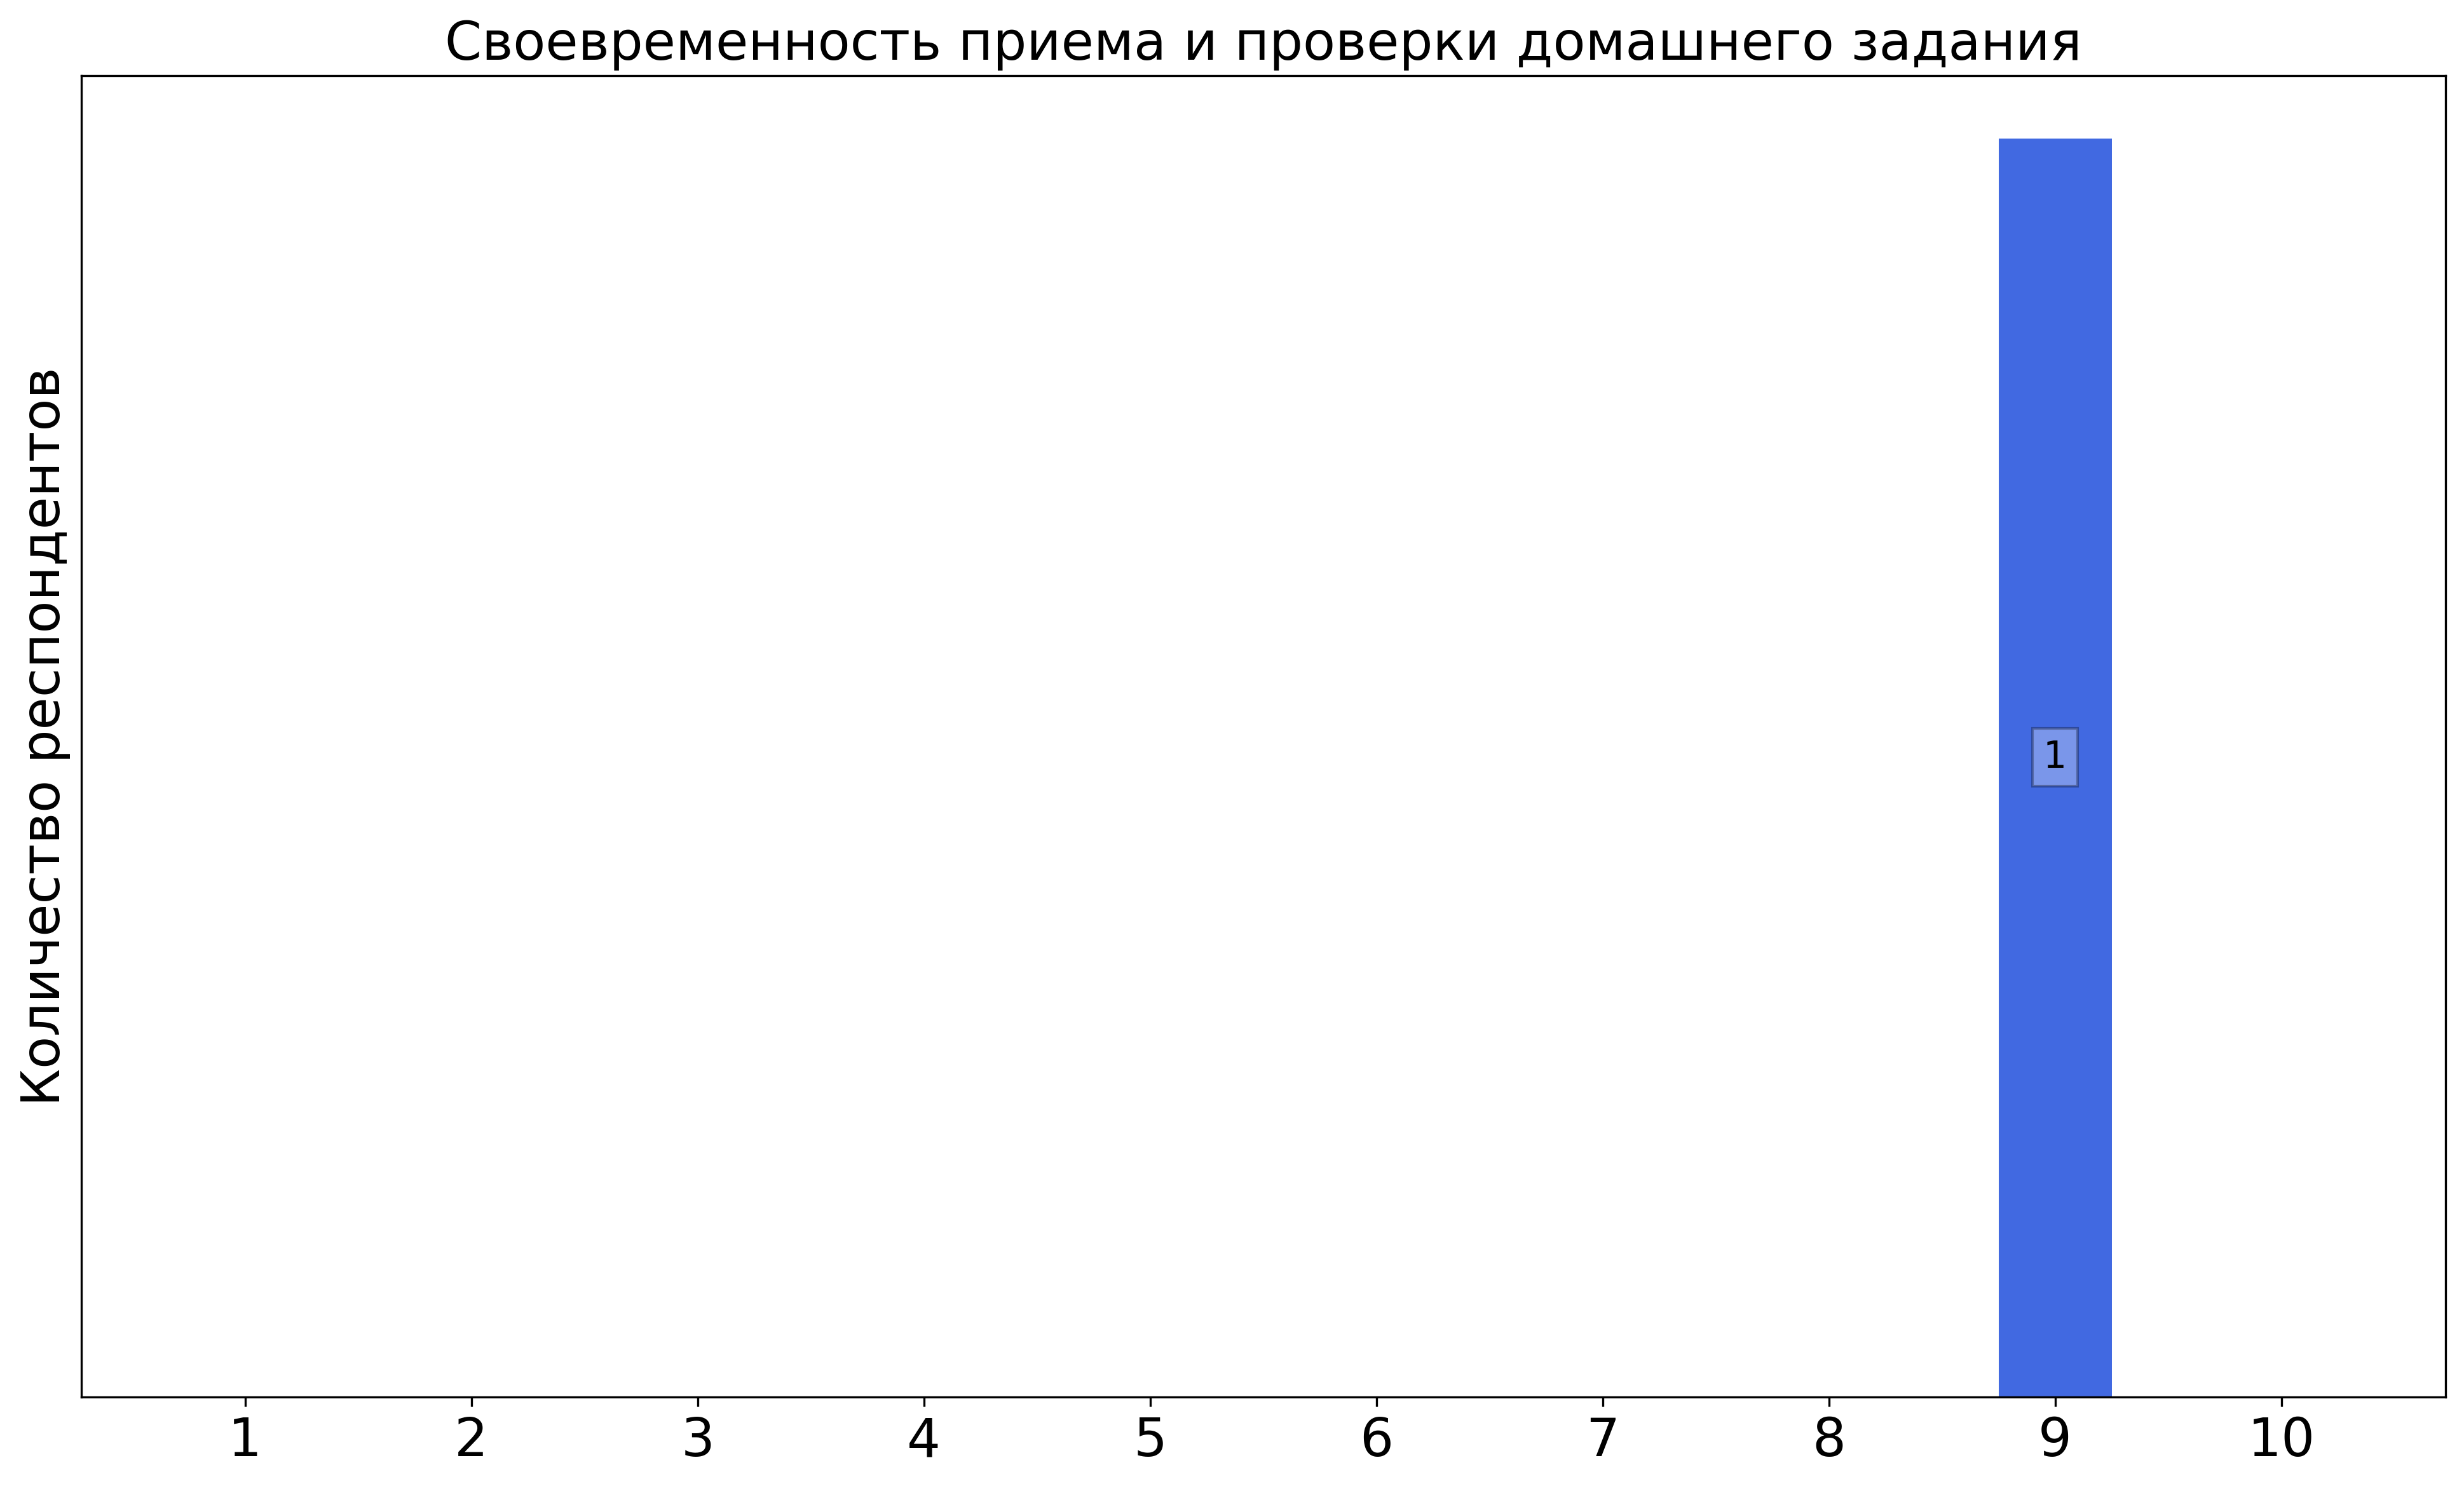 Своевременность приема и проверки домашнего задания
Количество респондентов
1
1 2 3 4 5 6 7 8 9 10